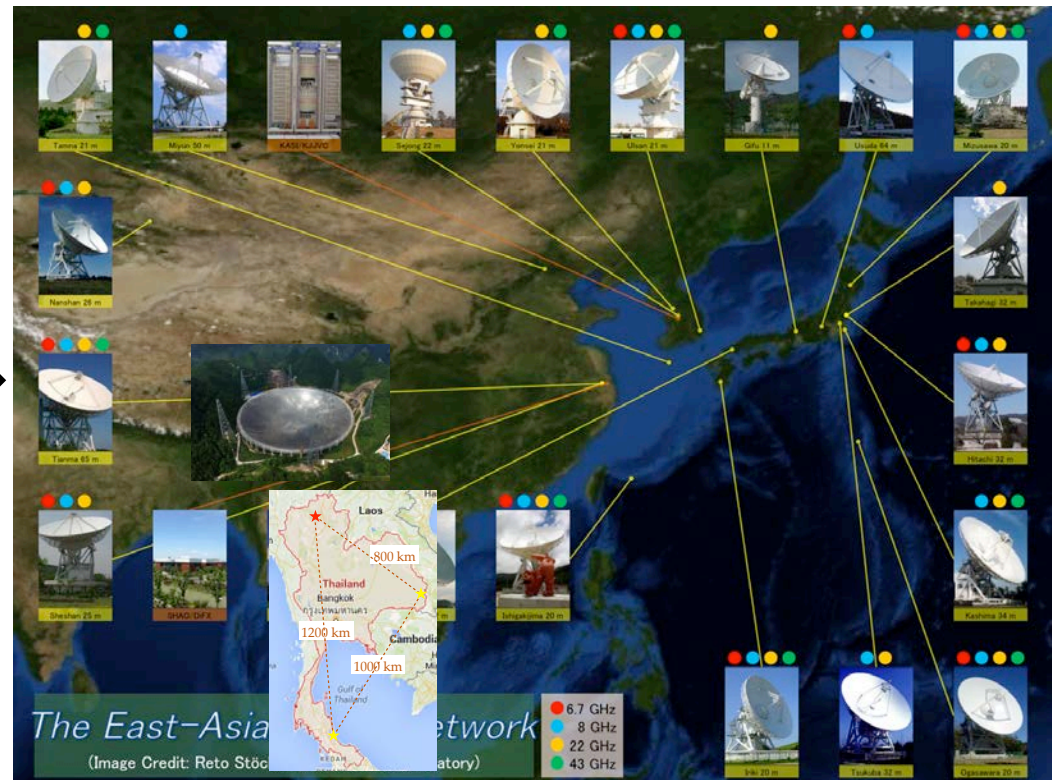 Tamna 21 m
Miyun 50 m
KASI/KJJVC
Sejong 22 m
Yonsei 21 m
Ulsan 21 m
Gifu 11 m
Usuda 64 m
Mizusawa 20 m
Nanshan 26 m
Takahagi 32 m
Tianma 65 m
Hitachi 32 m
Sheshan 25 m
SHAO/DiFX
Ishigakijima 20 m
Kashima 34 m
Laos
800 km
Thailand
Bangkok
กรุงเทพมหานคร
1200 km
Cambodia
1000 km
Gulf of
Thailand
KEDAH
Iriki 20 m
Tsukuba 32 m
Ogasawara 20 m
The East-Asia etwork
(Image Credit: Reto Stöc atory)
6.7 GHz
8 GHz
22 GHz
43 GHz